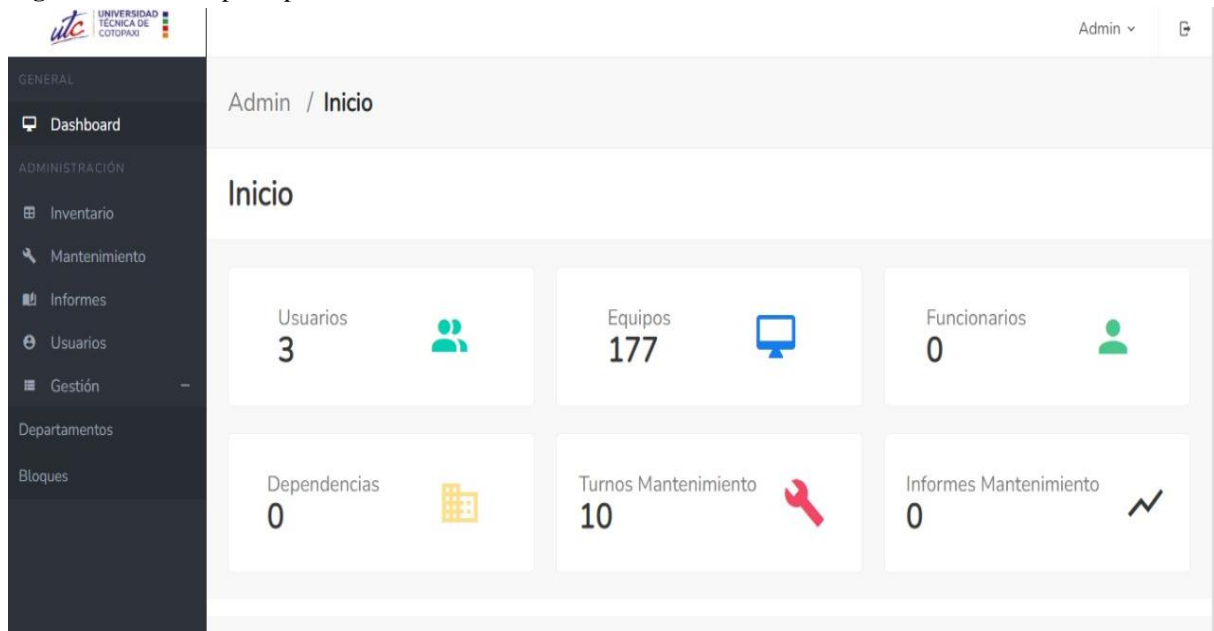 utc UNIVERSIDAD
TÉCNICA DE
COTOPAXI
Admin
GENERAL
Dashboard
ADMINISTRACIÓN
Inventario
Mantenimiento
Informes
Usuarios
Gestión
Departamentos
Bloques
Admin / Inicio
Inicio
Usuarios
3
Equipos
177
Funcionarios
0
Dependencias
0
Turnos Mantenimiento
10
Informes Mantenimiento
0